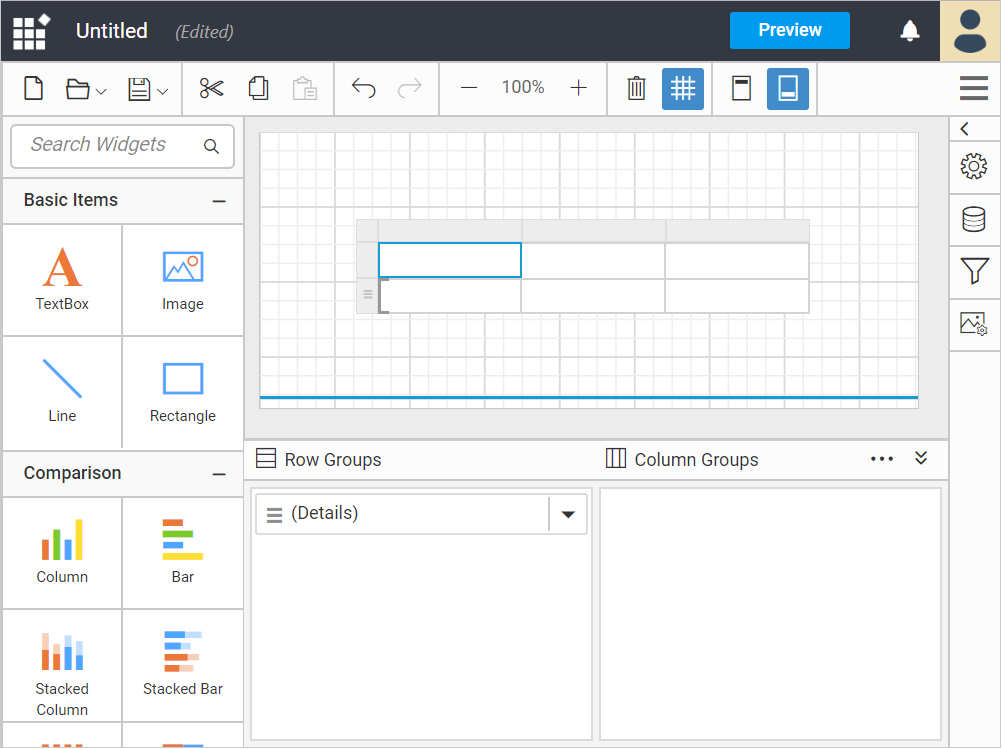 Untitled (Edited) Preview
100%
Search Widgets
Basic Items
TextBox Image
Line Rectangle
Row Groups Column Groups
Comparison
(Details)
Column Bar
Stacked Bar
Stacked
Column